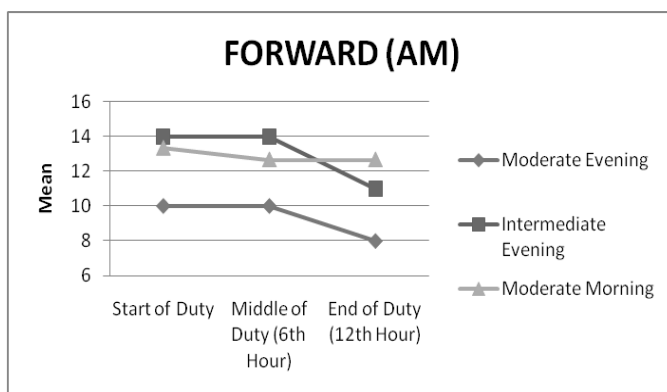 FORWARD (AM)
16
14
12
10
8
6
Mean
Start of Duty
Middle of
Duty (6th
Hour)
End of Duty
(12th Hour)
Moderate Evening
Intermediate
Evening
Moderate Morning